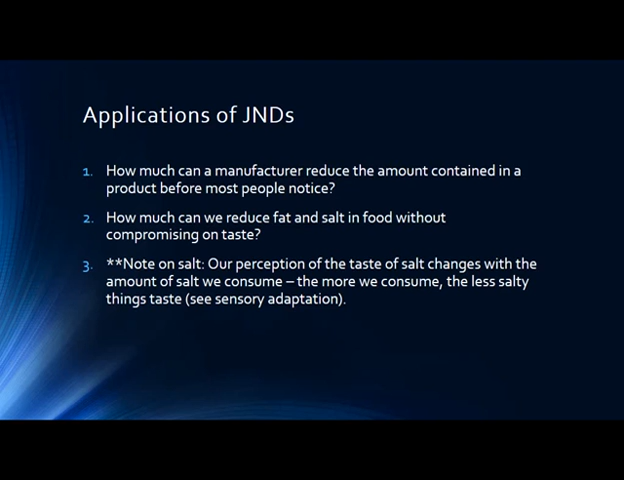 Applications of JNDs
1. How much can a manufacturer reduce the amount contained in a
product before most people notice?
2. How much can we reduce fat and salt in food without
compromising on taste?
3. **Note on salt: Our perception of the taste of salt changes with the
amount of salt we consume – the more we consume, the less salty
things taste (see sensory adaptation).